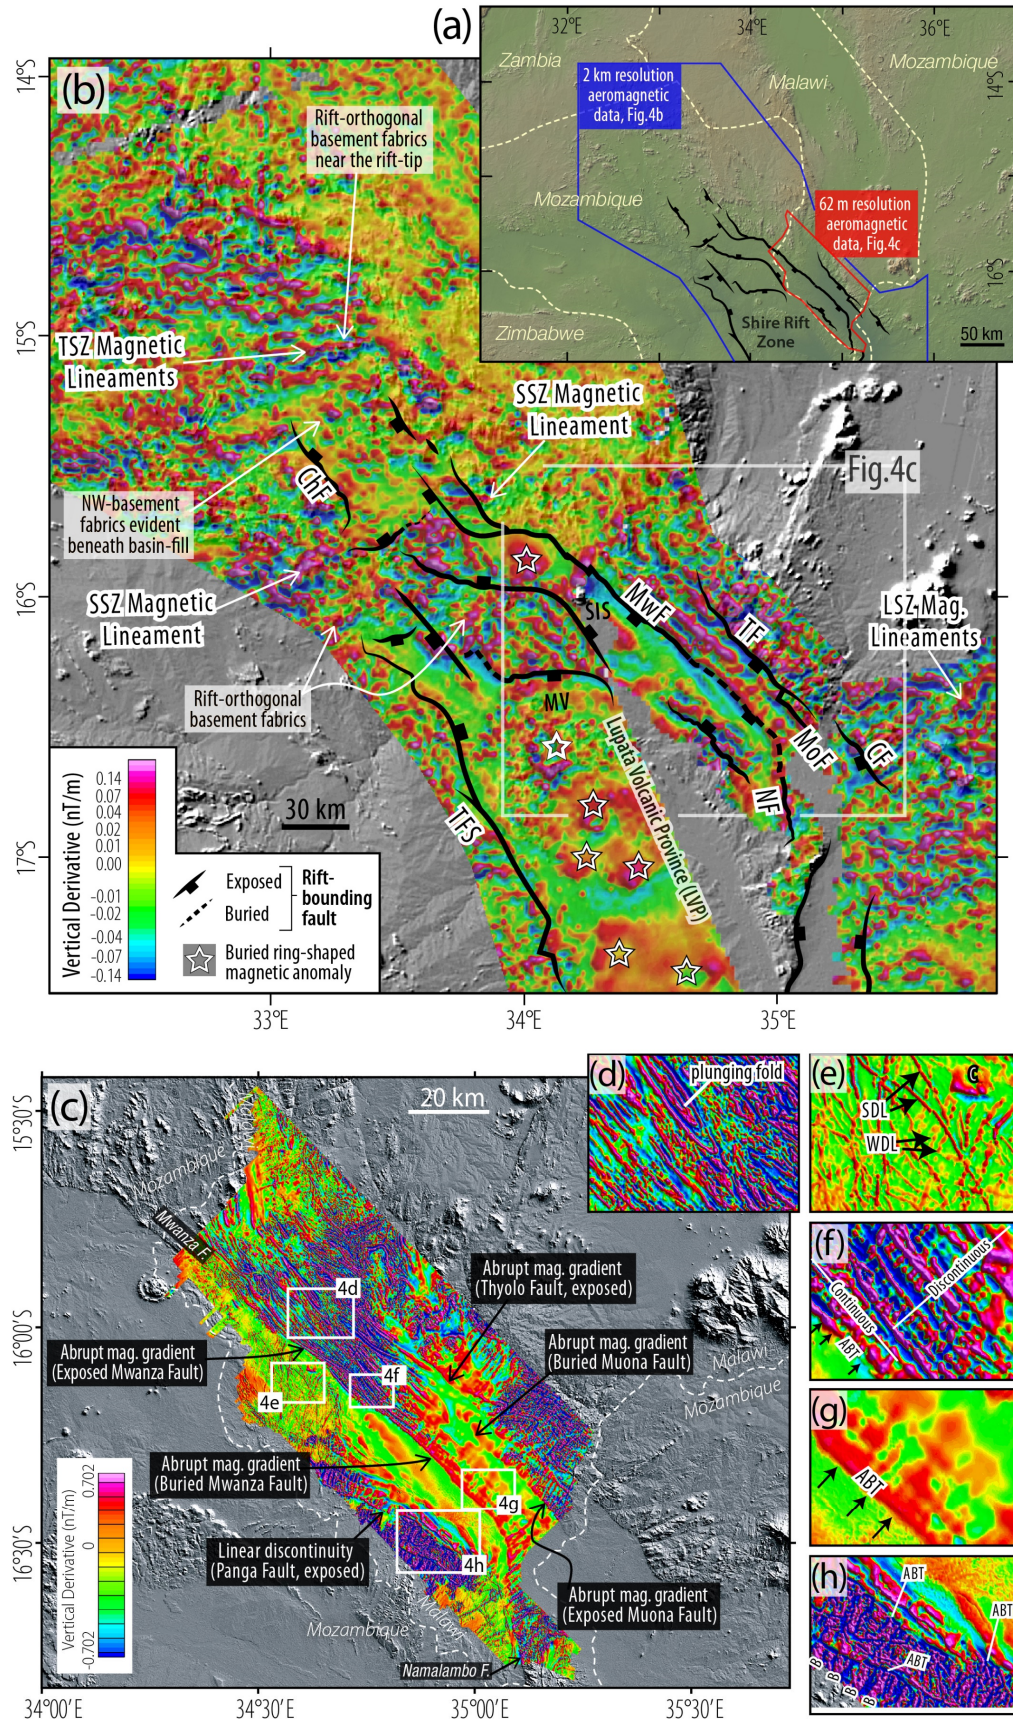 (a)
32°E
34°E
36°E
Zambia
Mozambique
Malawi
14°S
2 km resolution
aeromagnetic
data, Fig.4b
Mozambique
62 m resolution
aeromagnetic
data, Fig.4c
16°S
Zimbabwe
Shire Rift
Zone
50 km
(b)
14°S
Rift-orthogonal
basement fabrics
near the rift-tip
15°S
TSZ Magnetic
Lineaments
SSZ Magnetic
Lineament
Fig.4c
ChF
NW-basement
fabrics evident
beneath basin-fill
16°S
SSZ Magnetic
Lineament
SIS
MwF
TF
LSZ Mag.
Lineaments
Rift-orthogonal
basement fabrics
MV
MoF
CF
NF
TFS
Lupata Volcanic Province (LVP)
Vertical Derivative (nT/m)
0.14
0.07
0.04
0.02
0.01
0.00
-0.01
-0.02
-0.04
-0.07
-0.14
30 km
17°S
Exposed
Buried
Rift-
bounding
fault
Buried ring-shaped
magnetic anomaly
33°E
34°E
35°E
(c)
20 km
15°30'S
Mozambique
Malawi
Mwanza F.
4d
Abrupt mag. gradient
(Thyolo Fault, exposed)
16°00'S
Abrupt mag. gradient
(Exposed Mwanza Fault)
Abrupt mag. gradient
(Buried Muona Fault)
4f
4e
Malawi
Mozambique
Abrupt mag. gradient
(Buried Mwanza Fault)
4g
16°30'S
4h
Linear discontinuity
(Panga Fault, exposed)
Abrupt mag. gradient
(Exposed Muona Fault)
Mozambique
Malawi
Namalambo F.
Vertical Derivative (nT/m)
0.702
0
-0.702
34°00'E
34°30'E
35°00'E
35°30'E
(d)
plunging fold
(e)
C
SDL
WDL
(f)
Continuous
Discontinuous
ABT
(g)
ABT
(h)
ABT
ABT
ABT
B
B
B
B